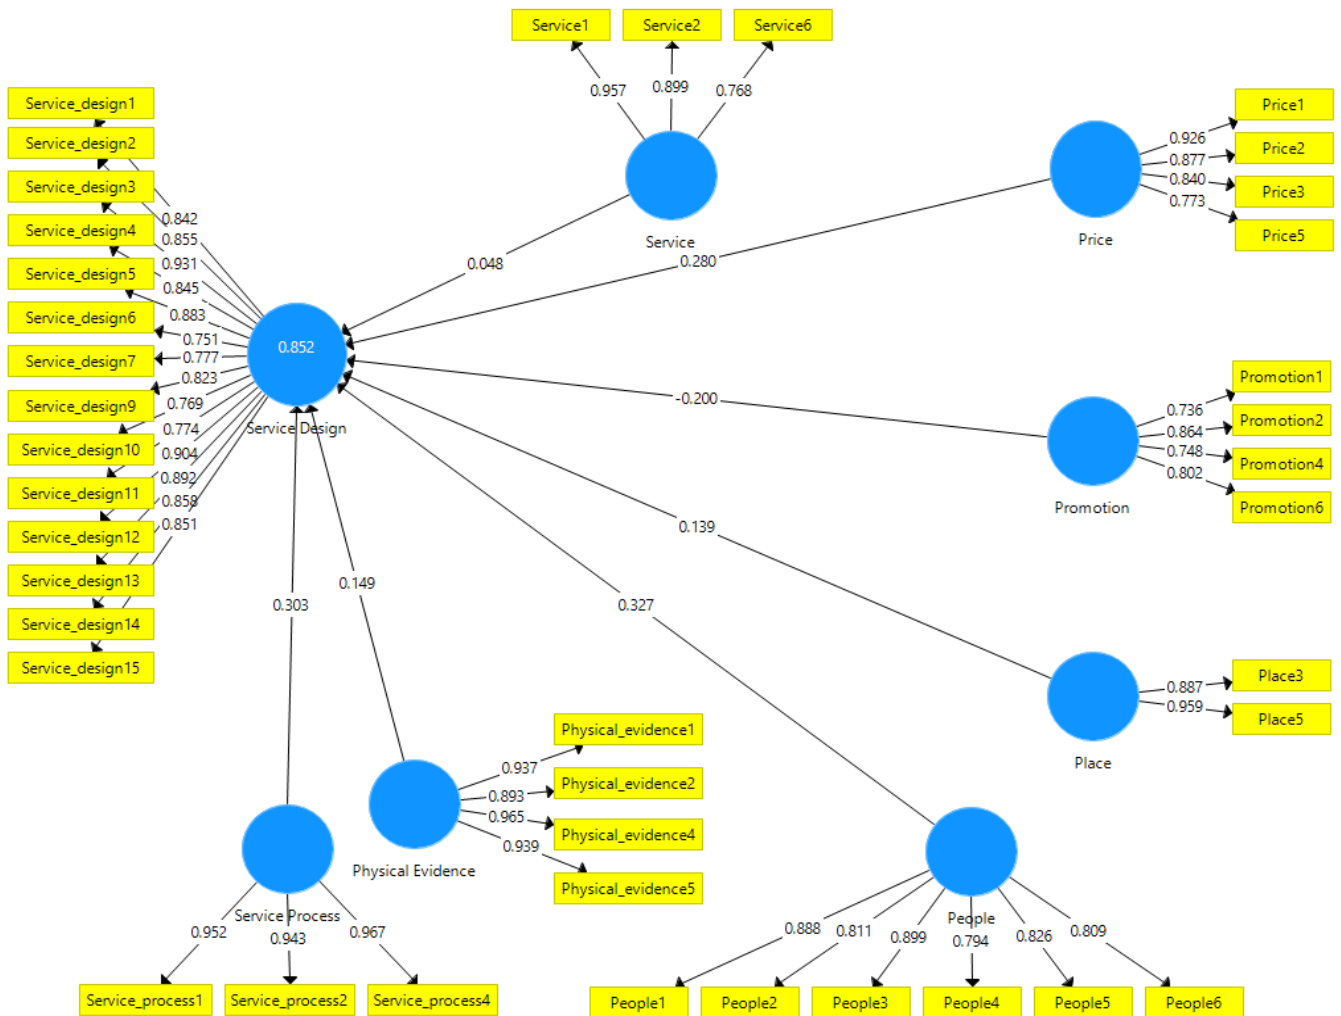 Service1
Service2
Service6
0.957
0.899
0.768
Service
Price1
Price2
Price3
Price5
0.926
0.877
0.840
0.773
Price
Service_design1
Service_design2
Service_design3
Service_design4
Service_design5
Service_design6
Service_design7
Service_design9
Service_design10
Service_design11
Service_design12
Service_design13
Service_design14
Service_design15
0.842
0.855
0.931
0.845
0.883
0.751
0.777
0.823
0.769
0.774
0.904
0.892
0.858
0.851
0.852
Service Design
0.048
0.280
-0.200
0.139
0.327
0.149
0.303
Promotion1
Promotion2
Promotion4
Promotion6
0.736
0.864
0.748
0.802
Promotion
Place3
Place5
0.887
0.959
Place
Physical_evidence1
Physical_evidence2
Physical_evidence4
Physical_evidence5
0.937
0.893
0.965
0.939
Physical Evidence
Service Process
0.952
0.943
0.967
Service_process1
Service_process2
Service_process4
People
0.888
0.811
0.899
0.794
0.826
0.809
People1
People2
People3
People4
People5
People6